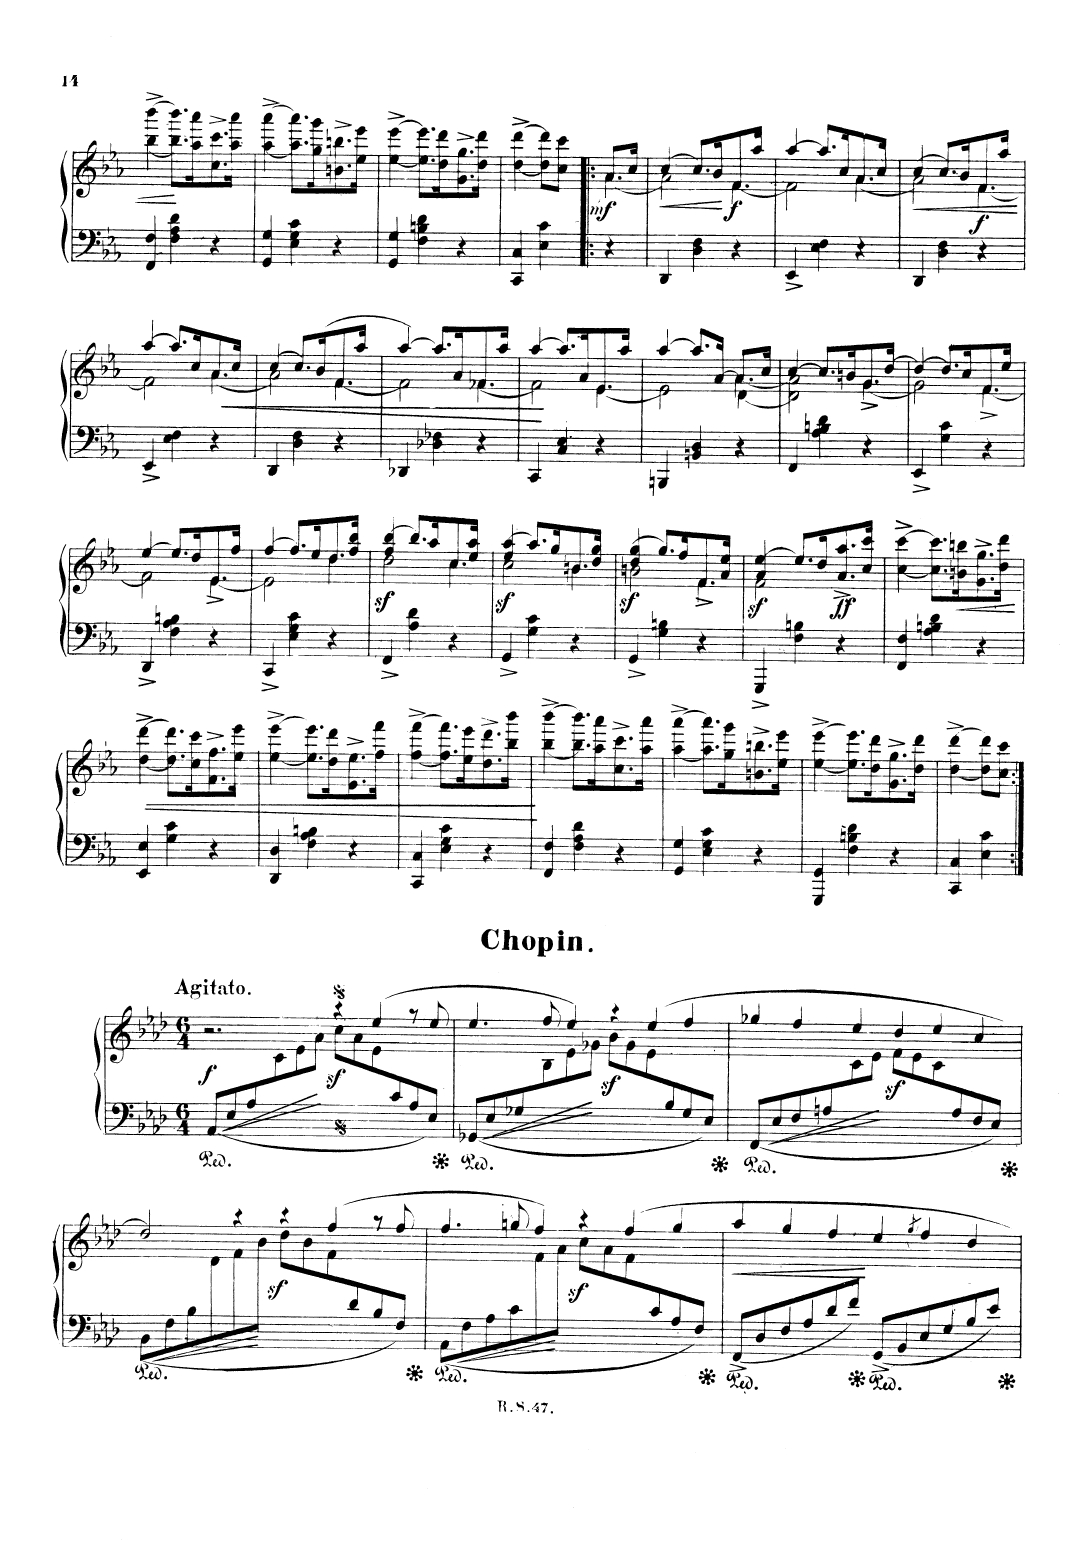 14
mf f f
sf sf sf sf ff
Chopin.
Agitato.
f sf sf sf
Ped. Ped. Ped.
sf sf
Ped. Ped. Ped. Ped.
R.S.47.